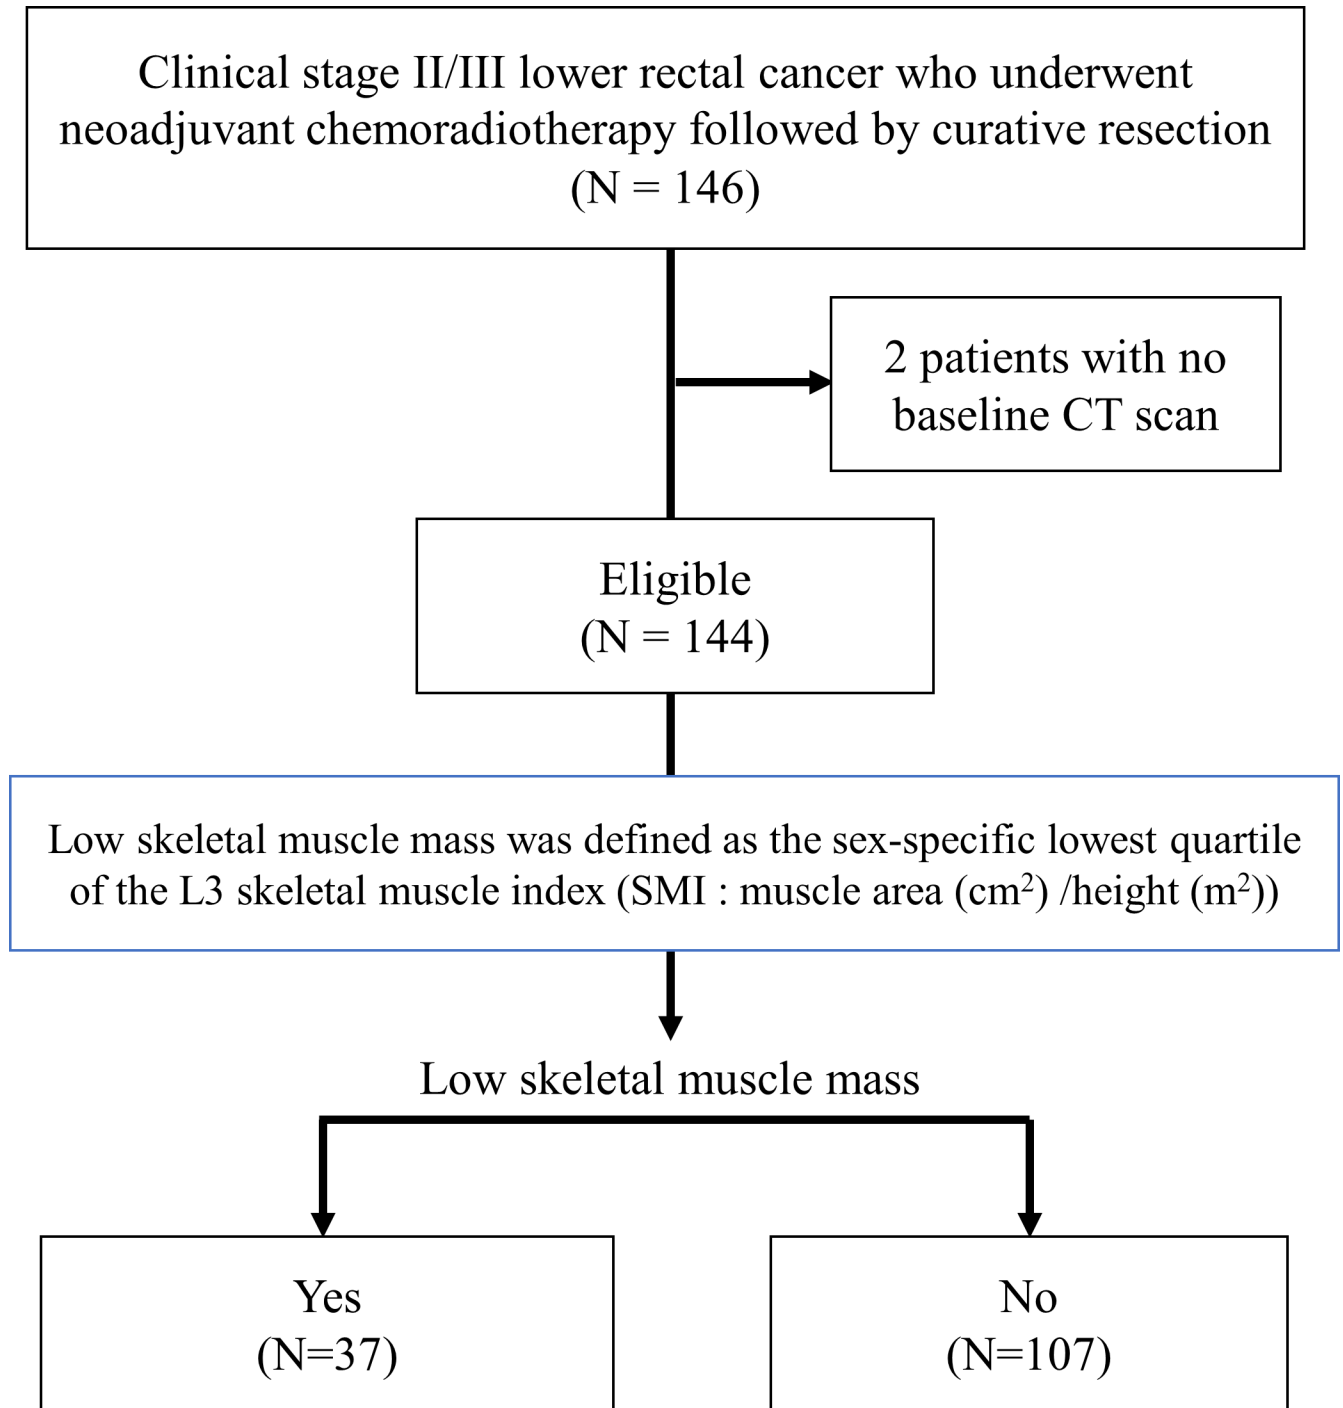 Clinical stage II/III lower rectal cancer who underwent
neoadjuvant chemoradiotherapy followed by curative resection
(N = 146)
2 patients with no
baseline CT scan
Eligible
(N = 144)
Low skeletal muscle mass was defined as the sex-specific lowest quartile
of the L3 skeletal muscle index (SMI : muscle area (cm²) /height (m²))
Low skeletal muscle mass
Yes
(N=37)
No
(N=107)